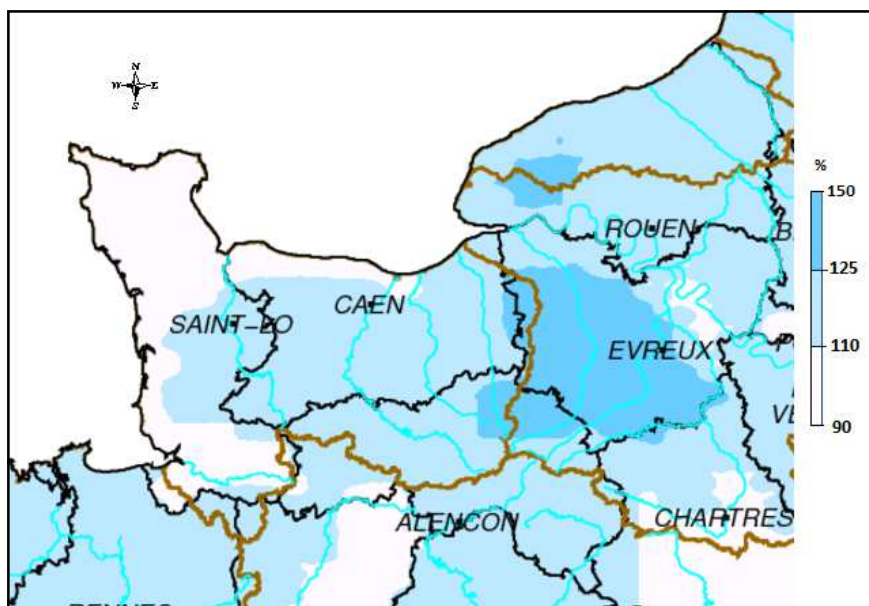 N
W E
S
%
150
125
110
90
ROUEN
CAEN
SAINT-LO
EVREUX
ALENCON
CHARTRES